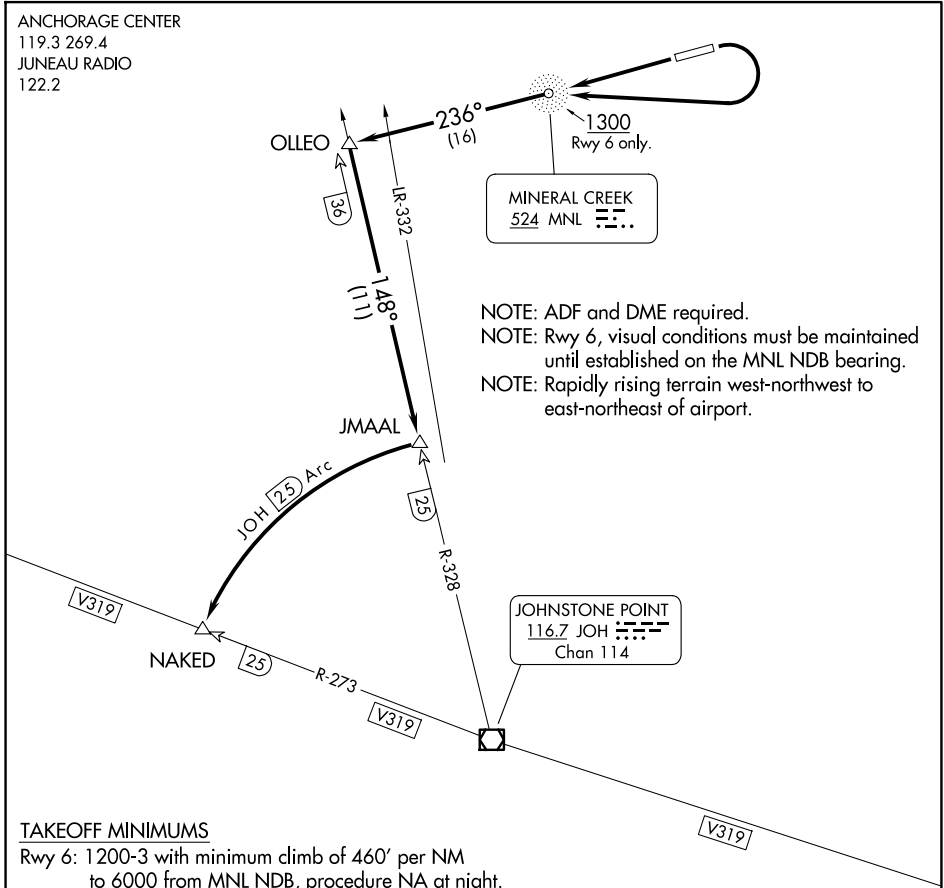 ANCHORAGE CENTER
119.3 269.4
JUNEAU RADIO
122.2
236°
(16)
1300
Rwy 6 only.
OLLEO
36
LR-332
MINERAL CREEK
524 MNL
148°
(11)
NOTE: ADF and DME required.
NOTE: Rwy 6, visual conditions must be maintained
until established on the MNL NDB bearing.
NOTE: Rapidly rising terrain west-northwest to
east-northeast of airport.
JMAAL
JOH 25 Arc
25
R-328
V319
JOHNSTONE POINT
116.7 JOH
Chan 114
NAKED
25
R-273
V319
V319
TAKEOFF MINIMUMS
Rwy 6: 1200-3 with minimum climb of 460' per NM
to 6000 from MNL NDB, procedure NA at night.